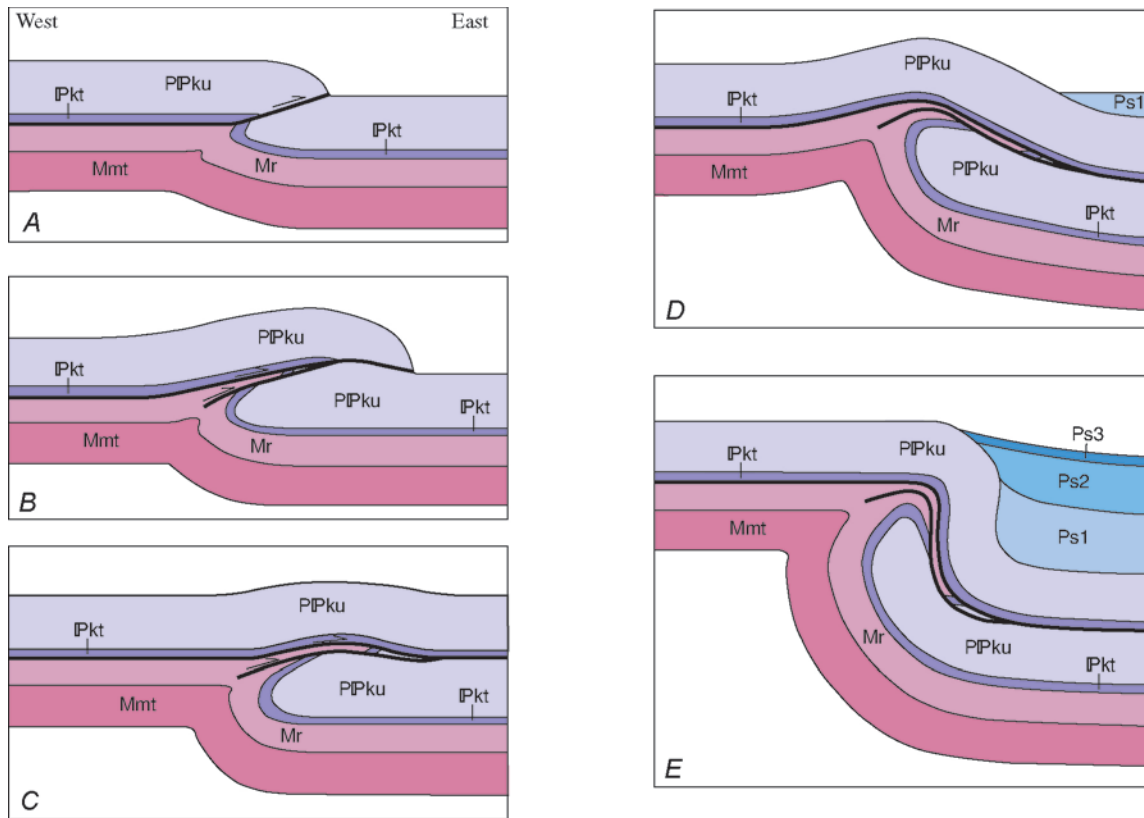 West East
Pℙku
ℙkt
ℙkt
Mr
Mmt
A
Pℙku
ℙkt
Pℙku
ℙkt
Mmt
Mr
B
Pℙku
ℙkt
Pℙku
ℙkt
Mmt
Mr
C
Pℙku
ℙkt
Ps1
Pℙku
Mmt
ℙkt
Mr
D
Ps3
Pℙku
ℙkt
Ps2
Mmt
Ps1
Mr
Pℙku
ℙkt
E